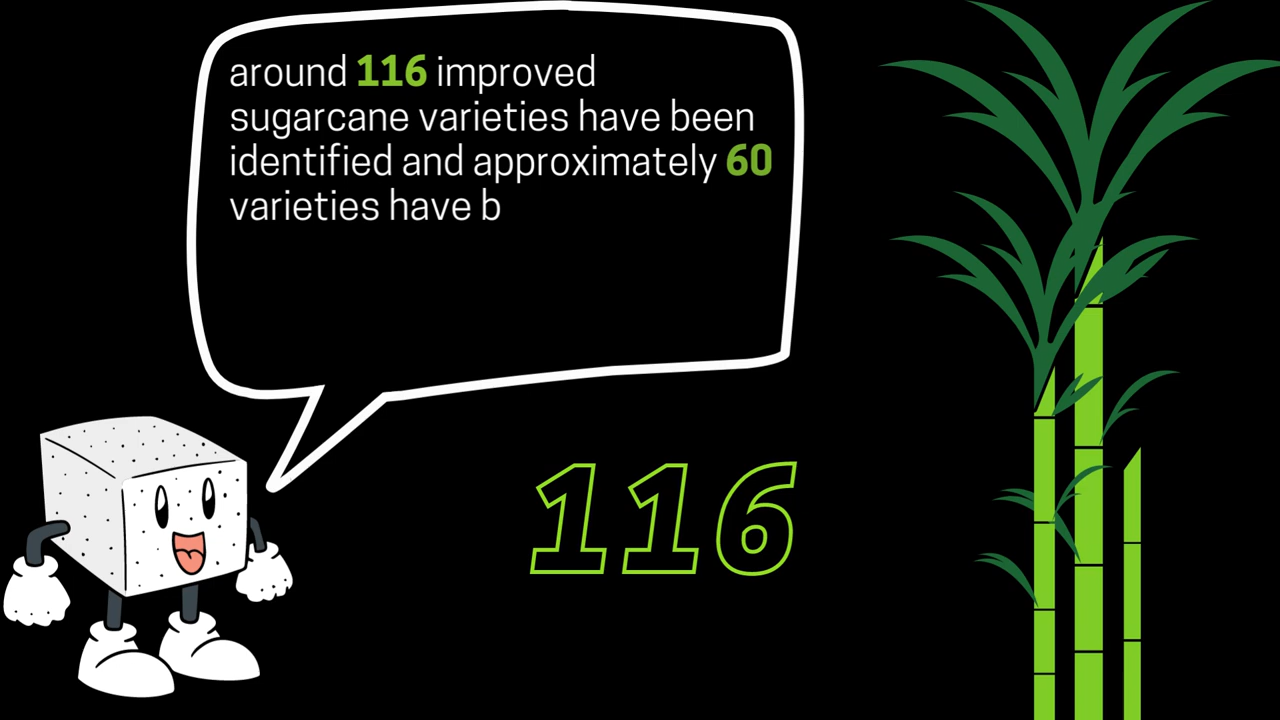 around 116 improved
sugarcane varieties have been
identified and approximately 60
varieties have b
116